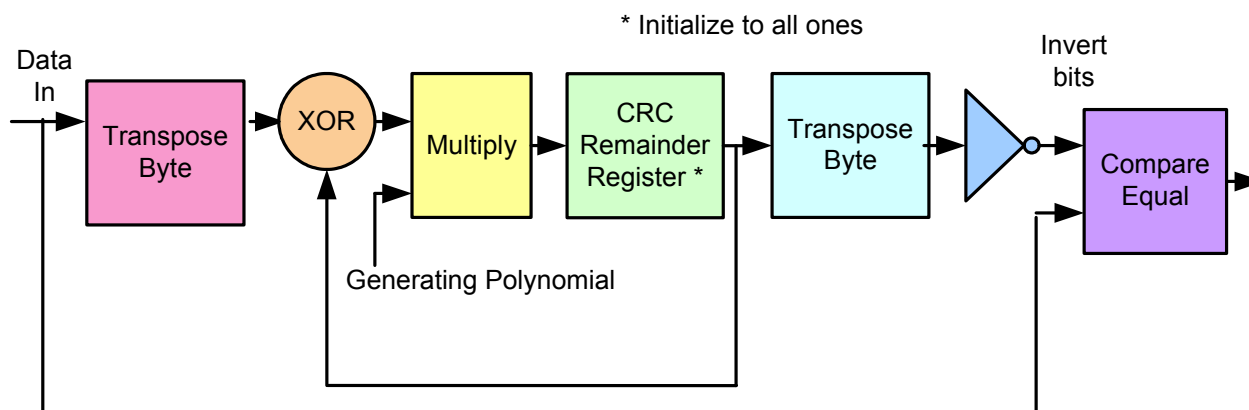 * Initialize to all ones
Data
In
Transpose
Byte
XOR
Multiply
CRC
Remainder
Register *
Transpose
Byte
Invert
bits
Compare
Equal
Generating Polynomial